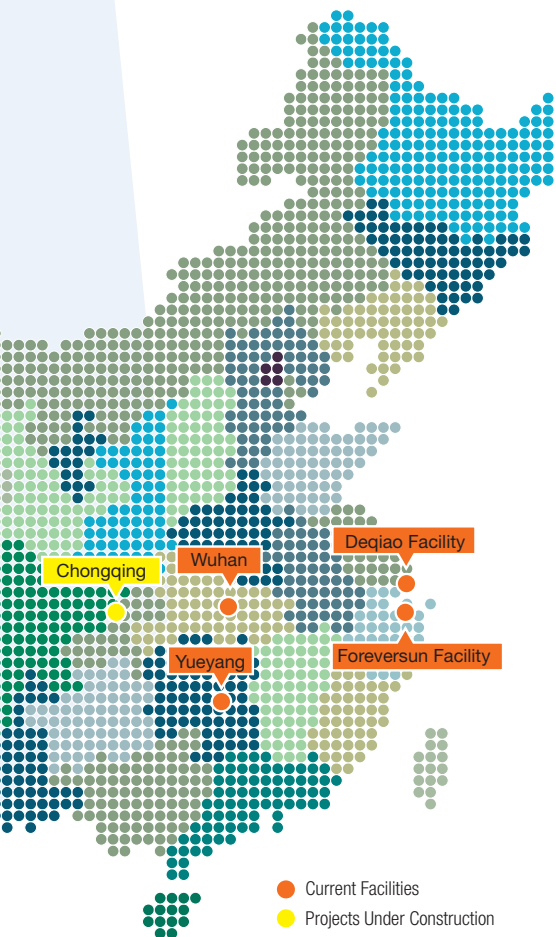 Deqiao Facility
Wuhan
Chongqing
Yueyang
Foreversun Facility
Current Facilities
Projects Under Construction